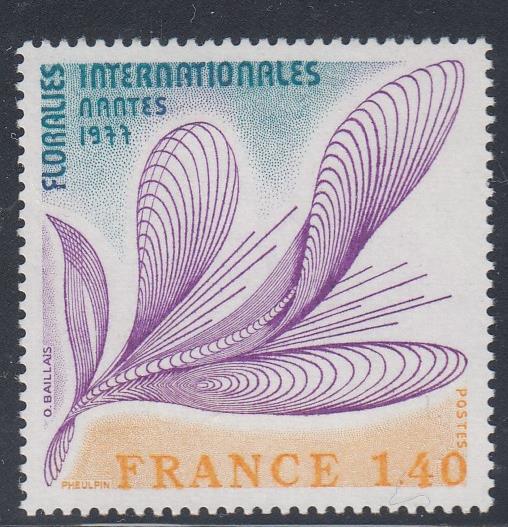 FLORALIES
INTERNATIONALES
NANTES
1977
O. BAILLAIS
POSTES
PHEULPIN
FRANCE 1.40